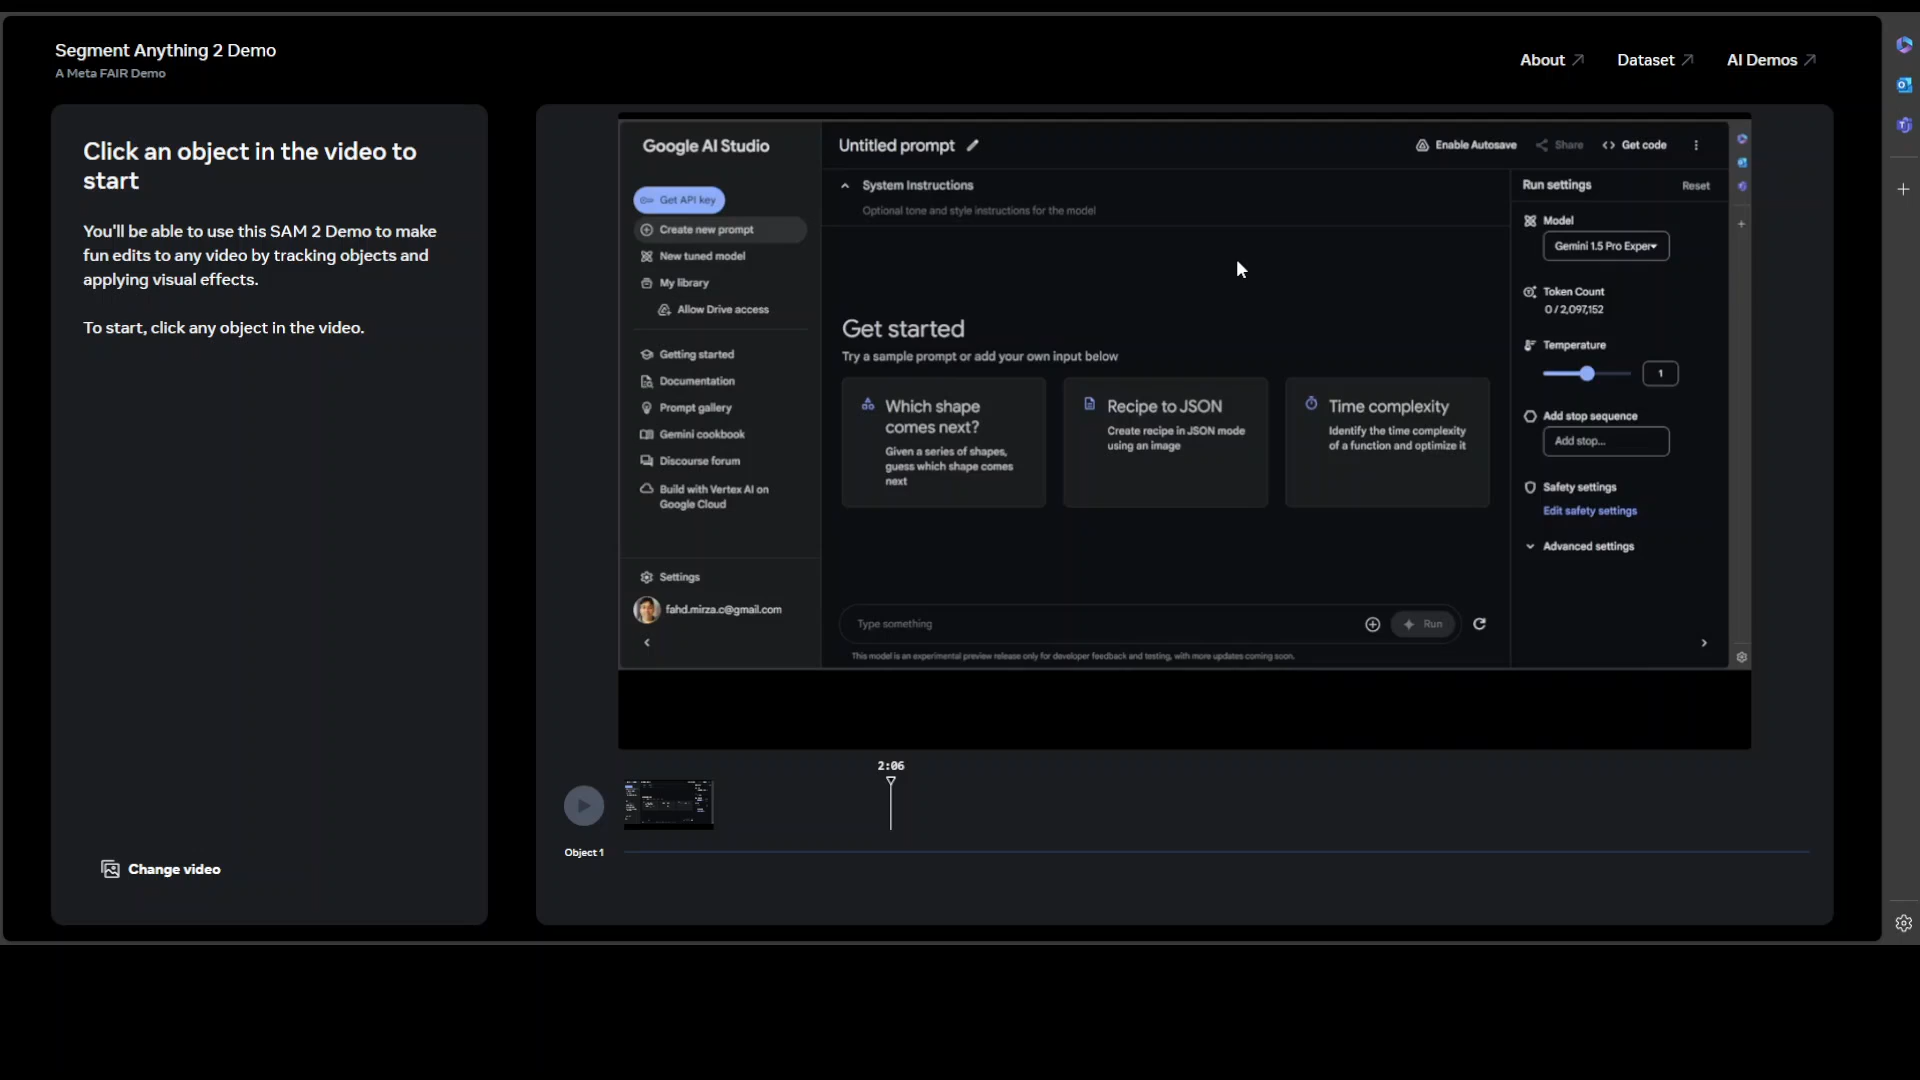 Segment Anything 2 Demo
A Meta FAIR Demo
About
Dataset
AI Demos
Click an object in the video to
start
You'll be able to use this SAM 2 Demo to make
fun edits to any video by tracking objects and
applying visual effects.
To start, click any object in the video.
Change video
Google AI Studio
Get API key
Create new prompt
New tuned model
My library
Allow Drive access
Getting started
Documentation
Prompt gallery
Gemini cookbook
Discourse forum
Build with Vertex AI on
Google Cloud
Settings
fahd.mirza.c@gmail.com
Untitled prompt
Enable Autosave
Share
Get code
System Instructions
Optional tone and style instructions for the model
Get started
Try a sample prompt or add your own input below
Which shape
comes next?
Given a series of shapes,
guess which shape comes
next
Recipe to JSON
Create recipe in JSON mode
using an image
Time complexity
Identify the time complexity
of a function and optimize it
Type something
Run
This model is an experimental preview release only for developer feedback and testing, with more updates coming soon.
Run settings
Reset
Model
Gemini 1.5 Pro Exper
Token Count
0 / 2,097,152
Temperature
1
Add stop sequence
Add stop...
Safety settings
Edit safety settings
Advanced settings
2:06
Object 1